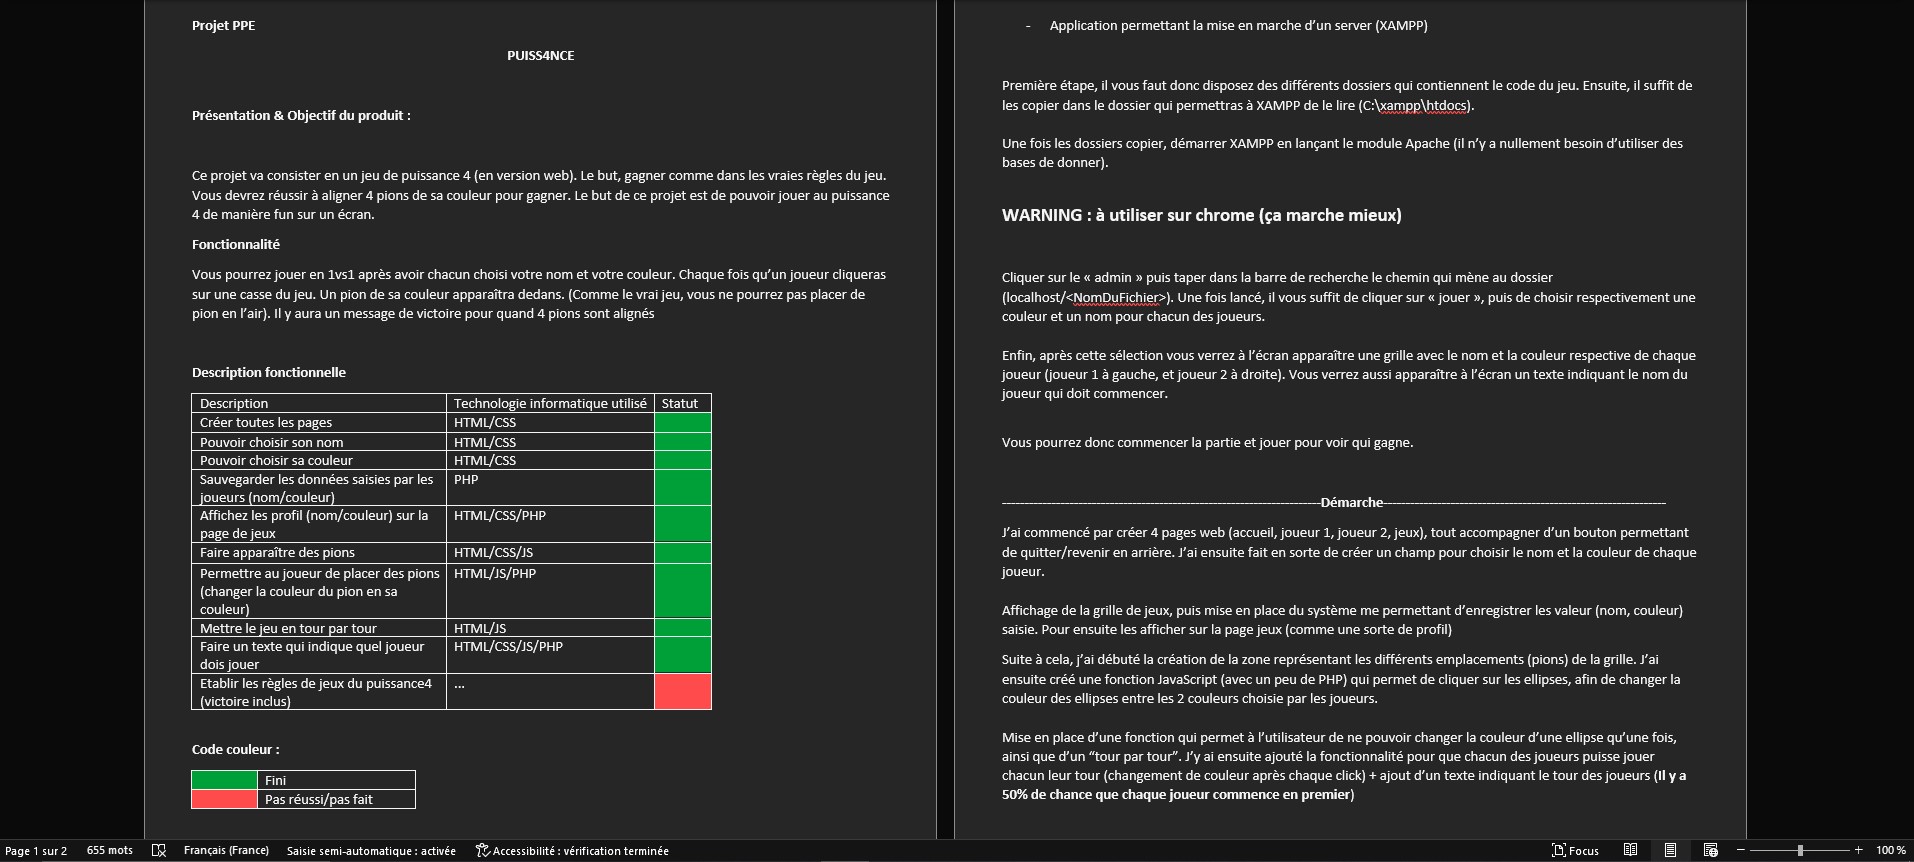 Projet PPE
PUISS4NCE
Présentation & Objectif du produit :
Ce projet va consister en un jeu de puissance 4 (en version web). Le but, gagner comme dans les vraies règles du jeu.
Vous devrez réussir à aligner 4 pions de sa couleur pour gagner. Le but de ce projet est de pouvoir jouer au puissance
4 de manière fun sur un écran.
Fonctionnalité
Vous pourrez jouer en 1vs1 après avoir chacun choisi votre nom et votre couleur. Chaque fois qu’un joueur cliqueras
sur une casse du jeu. Un pion de sa couleur apparaîtra dedans. (Comme le vrai jeu, vous ne pourrez pas placer de
pion en l’air). Il y aura un message de victoire pour quand 4 pions sont alignés
Description fonctionnelle
Description Technologie informatique utilisé Statut
Créer toutes les pages HTML/CSS
Pouvoir choisir son nom HTML/CSS
Pouvoir choisir sa couleur HTML/CSS
Sauvegarder les données saisies par les PHP
joueurs (nom/couleur)
Affichez les profil (nom/couleur) sur la HTML/CSS/PHP
page de jeux
Faire apparaître des pions HTML/CSS/JS
Permettre au joueur de placer des pions HTML/JS/PHP
(changer la couleur du pion en sa
couleur)
Mettre le jeu en tour par tour HTML/JS
Faire un texte qui indique quel joueur HTML/CSS/JS/PHP
dois jouer
Etablir les règles de jeux du puissance4 ...
(victoire inclus)
Code couleur :
Fini
Pas réussi/pas fait
- Application permettant la mise en marche d’un server (XAMPP)
Première étape, il vous faut donc disposez des différents dossiers qui contiennent le code du jeu. Ensuite, il suffit de
les copier dans le dossier qui permettras à XAMPP de le lire (C:\xampp\htdocs).
Une fois les dossiers copier, démarrer XAMPP en lançant le module Apache (il n’y a nullement besoin d’utiliser des
bases de donner).
WARNING : à utiliser sur chrome (ça marche mieux)
Cliquer sur le « admin » puis taper dans la barre de recherche le chemin qui mène au dossier
(localhost/<NomDuFichier>). Une fois lancé, il vous suffit de cliquer sur « jouer », puis de choisir respectivement une
couleur et un nom pour chacun des joueurs.
Enfin, après cette sélection vous verrez à l’écran apparaître une grille avec le nom et la couleur respective de chaque
joueur (joueur 1 à gauche, et joueur 2 à droite). Vous verrez aussi apparaître à l’écran un texte indiquant le nom du
joueur qui doit commencer.
Vous pourrez donc commencer la partie et jouer pour voir qui gagne.
-----------------------------------------------------------------------Démarche---------------------------------------------------------------
J’ai commencé par créer 4 pages web (accueil, joueur 1, joueur 2, jeux), tout accompagner d’un bouton permettant
de quitter/revenir en arrière. J’ai ensuite fait en sorte de créer un champ pour choisir le nom et la couleur de chaque
joueur.
Affichage de la grille de jeux, puis mise en place du système me permettant d’enregistrer les valeur (nom, couleur)
saisie. Pour ensuite les afficher sur la page jeux (comme une sorte de profil)
Suite à cela, j’ai débuté la création de la zone représentant les différents emplacements (pions) de la grille. J’ai
ensuite créé une fonction JavaScript (avec un peu de PHP) qui permet de cliquer sur les ellipses, afin de changer la
couleur des ellipses entre les 2 couleurs choisie par les joueurs.
Mise en place d’une fonction qui permet à l’utilisateur de ne pouvoir changer la couleur d’une ellipse qu’une fois,
ainsi que d’un “tour par tour”. J’y ai ensuite ajouté la fonctionnalité pour que chacun des joueurs puisse jouer
chacun leur tour (changement de couleur après chaque click) + ajout d’un texte indiquant le tour des joueurs (Il y a
50% de chance que chaque joueur commence en premier)
Page 1 sur 2 655 mots Français (France) Saisie semi-automatique : activée Accessibilité : vérification terminée Focus 100 %